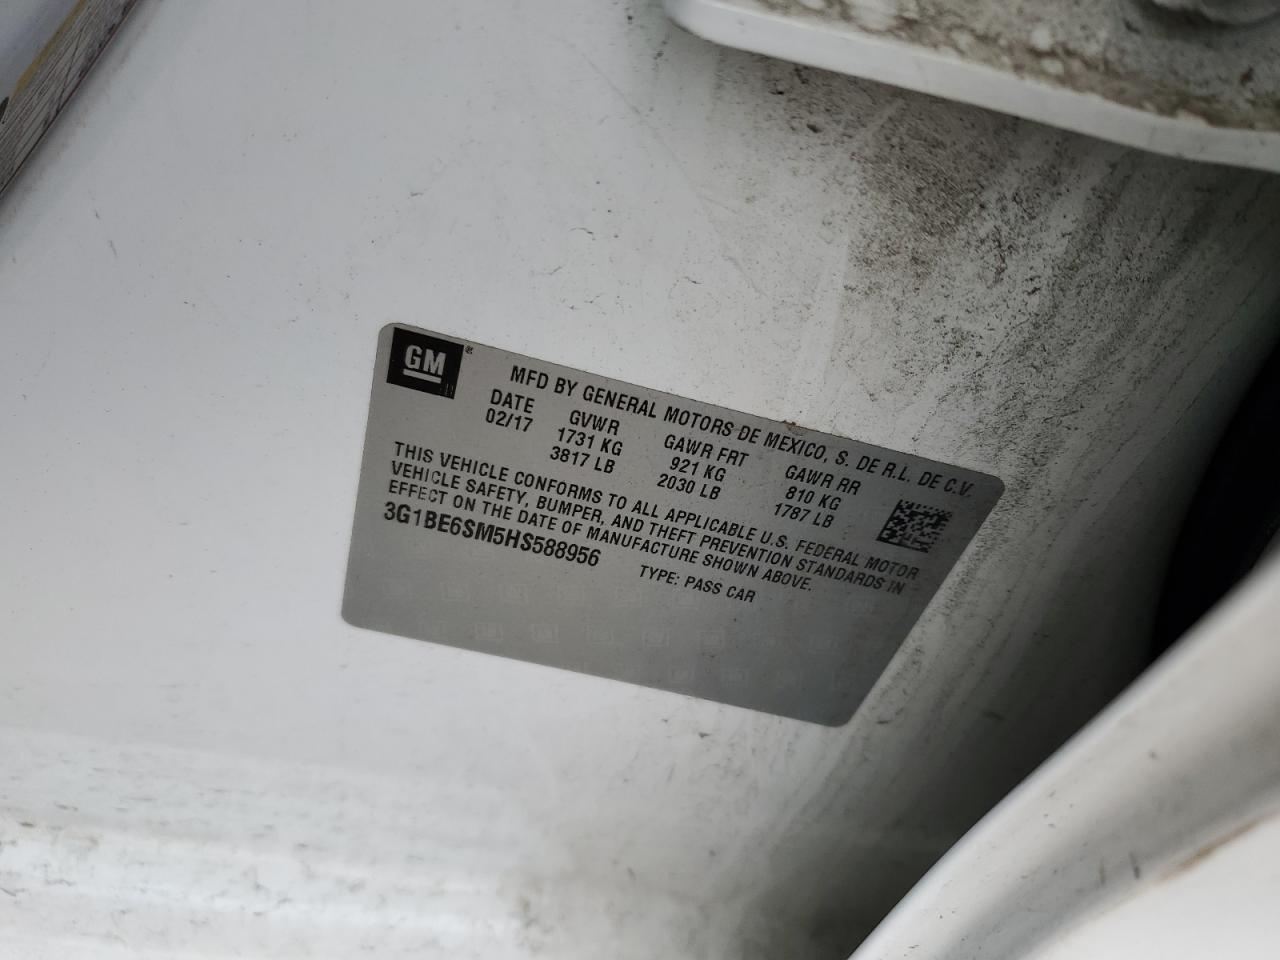 GM ®
MFD BY GENERAL MOTORS DE MEXICO, S. DE R.L. DE C.V.
DATE GVWR GAWR FRT GAWR RR
02/17 1731 KG 921 KG 810 KG
3817 LB 2030 LB 1787 LB
THIS VEHICLE CONFORMS TO ALL APPLICABLE U.S. FEDERAL MOTOR
VEHICLE SAFETY, BUMPER, AND THEFT PREVENTION STANDARDS IN
EFFECT ON THE DATE OF MANUFACTURE SHOWN ABOVE.
3G1BE6SM5HS588956 TYPE: PASS CAR